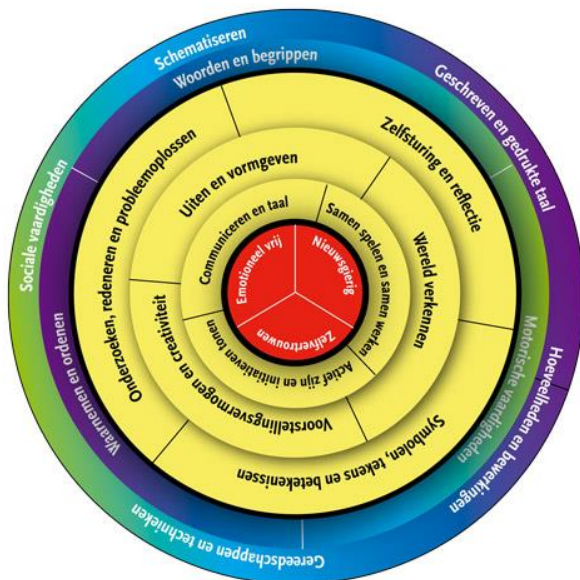 Schematiseren
Woorden en begrippen
Geschreven en gedrukte taal
Sociale vaardigheden
Hoeveelheden en bewerkingen
Motorische vaardigheden
Waarnemen en ordenen
Gereedschappen en technieken
Onderzoeken, redeneren en probleemoplossen
Zelfsturing en reflectie
Symbolen, tekens en betekenissen
Uiten en vormgeven
Wereld verkennen
Voorstellingsvermogen en creativiteit
Communiceren en taal
Samen spelen en samen werken
Actief zijn en initiatieven tonen
Emotioneel vrij
Nieuwsgierig
Zelfvertrouwen